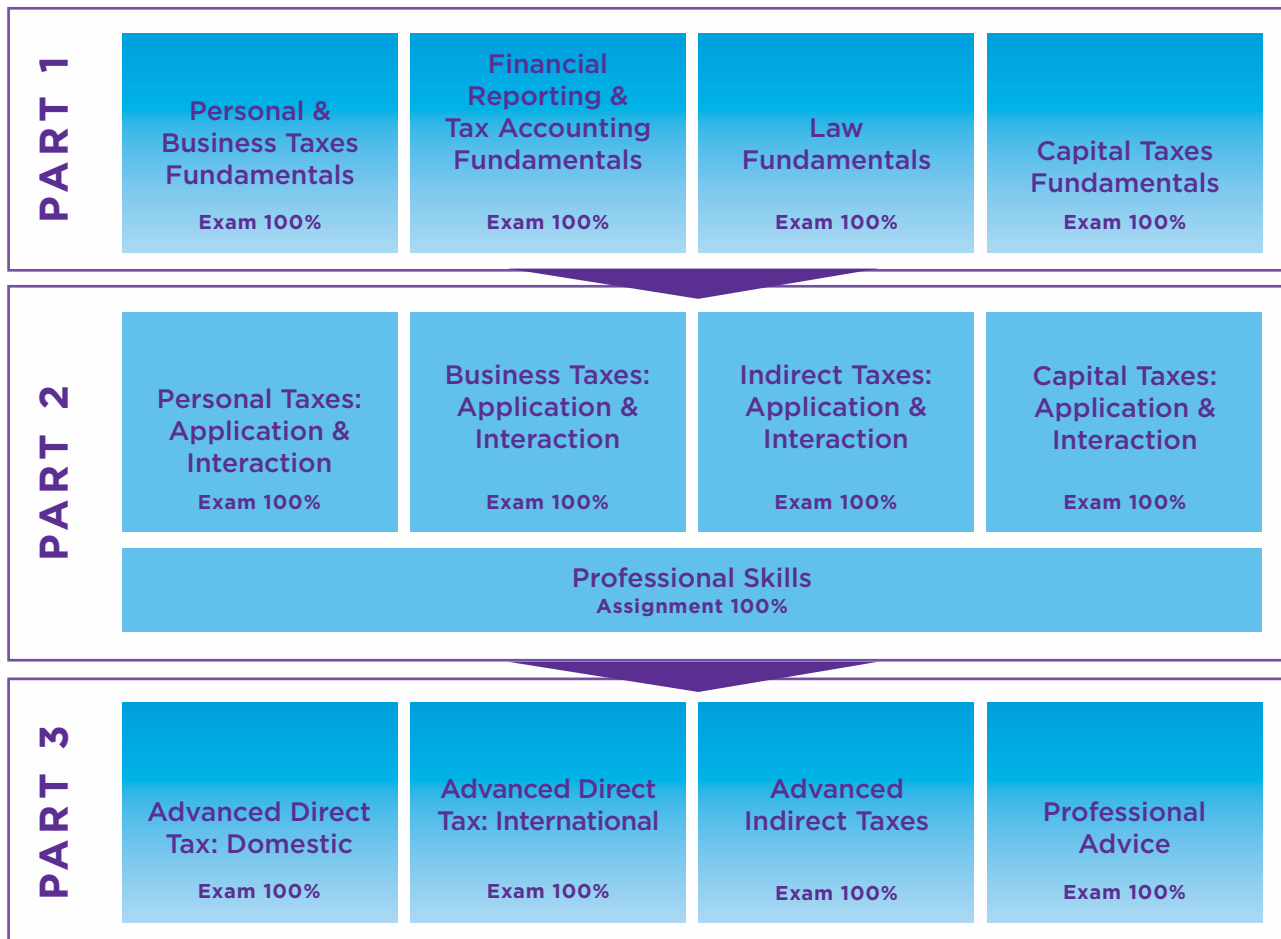 PART 1
Personal &
Business Taxes
Fundamentals
Exam 100%
Financial
Reporting &
Tax Accounting
Fundamentals
Exam 100%
Law
Fundamentals
Exam 100%
Capital Taxes
Fundamentals
Exam 100%
PART 2
Personal Taxes:
Application &
Interaction
Exam 100%
Business Taxes:
Application &
Interaction
Exam 100%
Indirect Taxes:
Application &
Interaction
Exam 100%
Capital Taxes:
Application &
Interaction
Exam 100%
Professional Skills
Assignment 100%
PART 3
Advanced Direct
Tax: Domestic
Exam 100%
Advanced Direct
Tax: International
Exam 100%
Advanced
Indirect Taxes
Exam 100%
Professional
Advice
Exam 100%